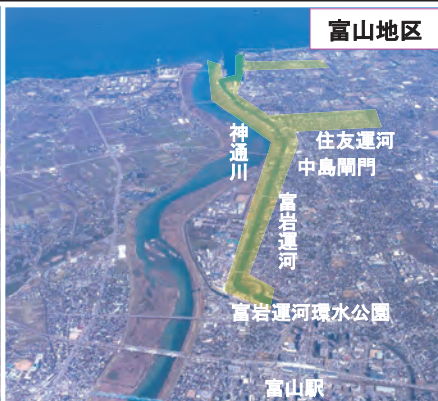 富山地区
神通川
住友運河
中島閘門
富岩運河
富岩運河環水公園
富山駅